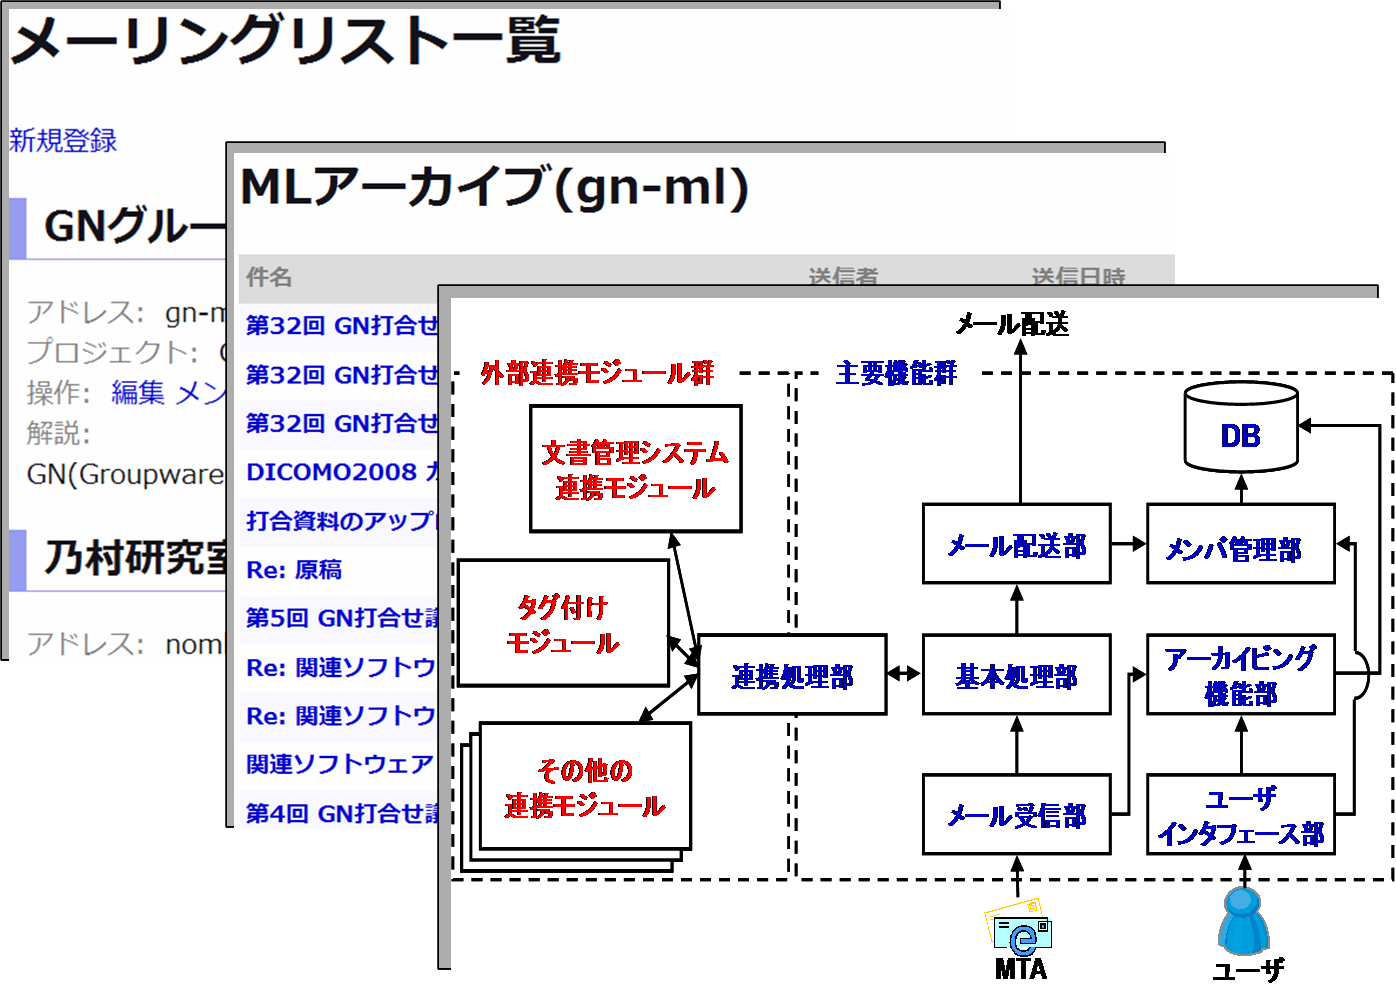 メーリングリスト一覧
新規登録
GNグルー
アドレス: gn-m
プロジェクト:
操作: 編集 メン
解説:
GN(Groupware
乃村研究室
アドレス: nom
MLアーカイブ(gn-ml)
件名 送信者 送信日時
第32回 GN打合せ
第32回 GN打合せ
第32回 GN打合せ
DICOMO2008 カ
打合資料のアップロ
Re: 原稿
第5回 GN打合せ議
Re: 関連ソフトウ
Re: 関連ソフトウ
関連ソフトウェア
第4回 GN打合せ議
メール配送
外部連携モジュール群
主要機能群
文書管理システム
連携モジュール
DB
メール配送部
メンバ管理部
タグ付け
モジュール
連携処理部
基本処理部
アーカイビング
機能部
その他の
連携モジュール
メール受信部
ユーザ
インタフェース部
MTA
ユーザ